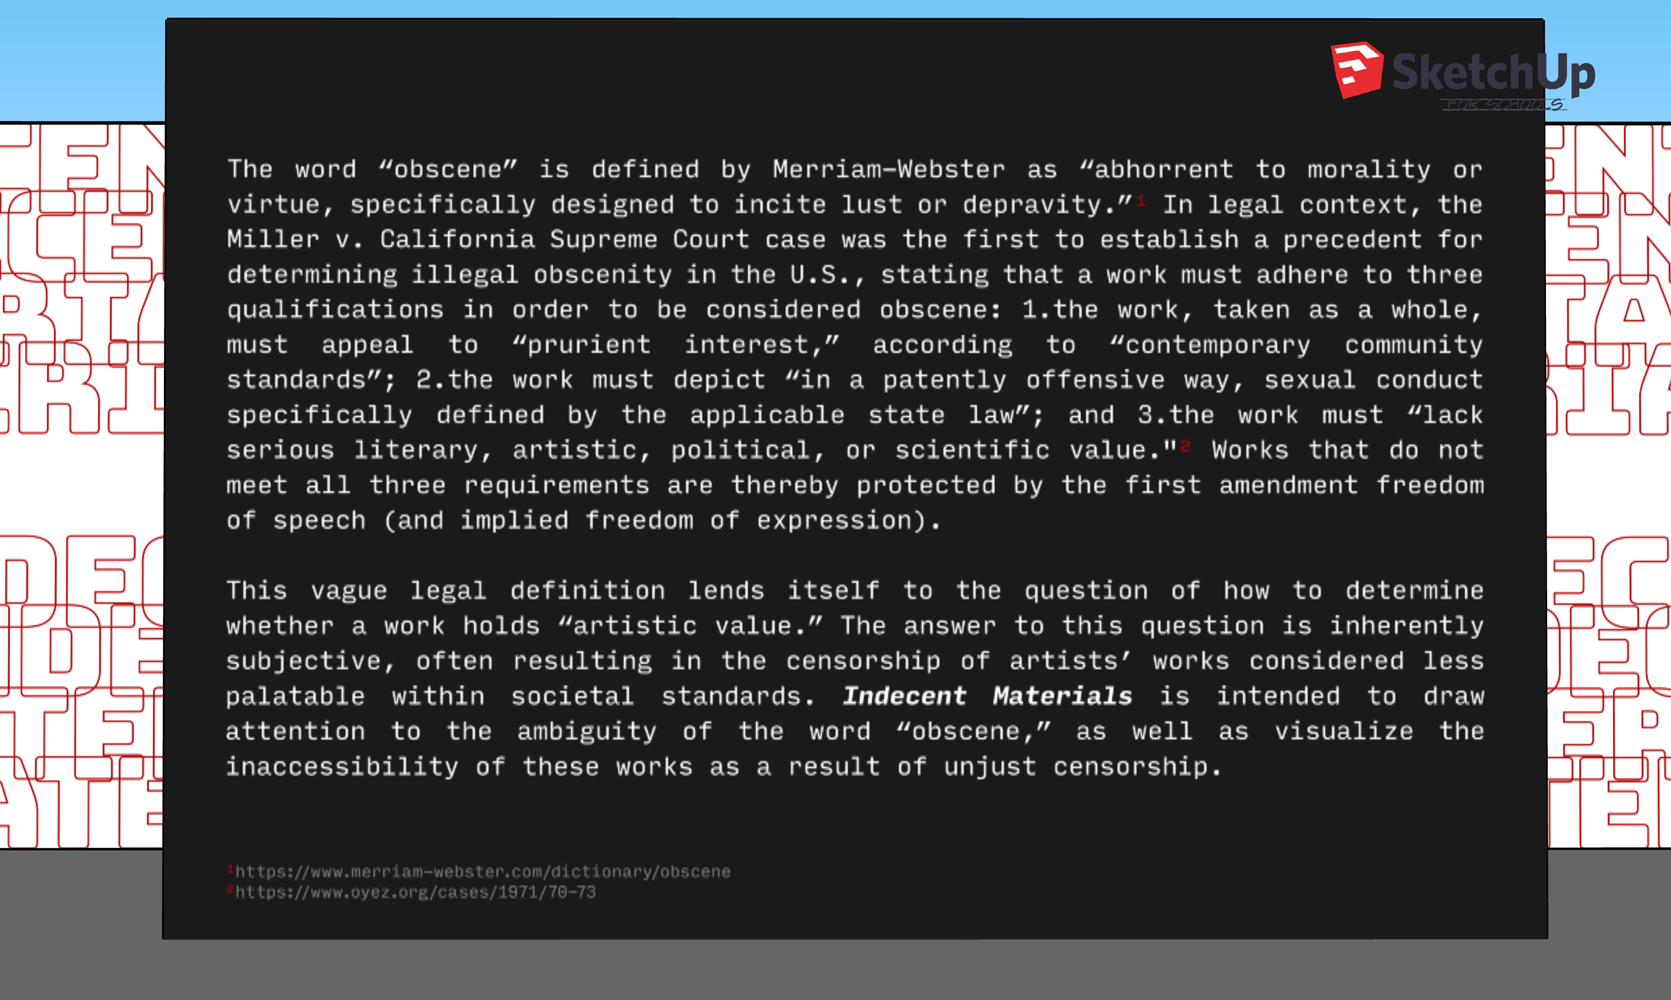 SketchUp
FOR SCHOOLS
The word “obscene” is defined by Merriam-Webster as “abhorrent to morality or
virtue, specifically designed to incite lust or depravity.”1 In legal context, the
Miller v. California Supreme Court case was the first to establish a precedent for
determining illegal obscenity in the U.S., stating that a work must adhere to three
qualifications in order to be considered obscene: 1.the work, taken as a whole,
must appeal to “prurient interest,” according to “contemporary community
standards”; 2.the work must depict “in a patently offensive way, sexual conduct
specifically defined by the applicable state law”; and 3.the work must “lack
serious literary, artistic, political, or scientific value."2 Works that do not
meet all three requirements are thereby protected by the first amendment freedom
of speech (and implied freedom of expression).
This vague legal definition lends itself to the question of how to determine
whether a work holds “artistic value.” The answer to this question is inherently
subjective, often resulting in the censorship of artists’ works considered less
palatable within societal standards. Indecent Materials is intended to draw
attention to the ambiguity of the word “obscene,” as well as visualize the
inaccessibility of these works as a result of unjust censorship.
1https://www.merriam-webster.com/dictionary/obscene
2https://www.oyez.org/cases/1971/70-73